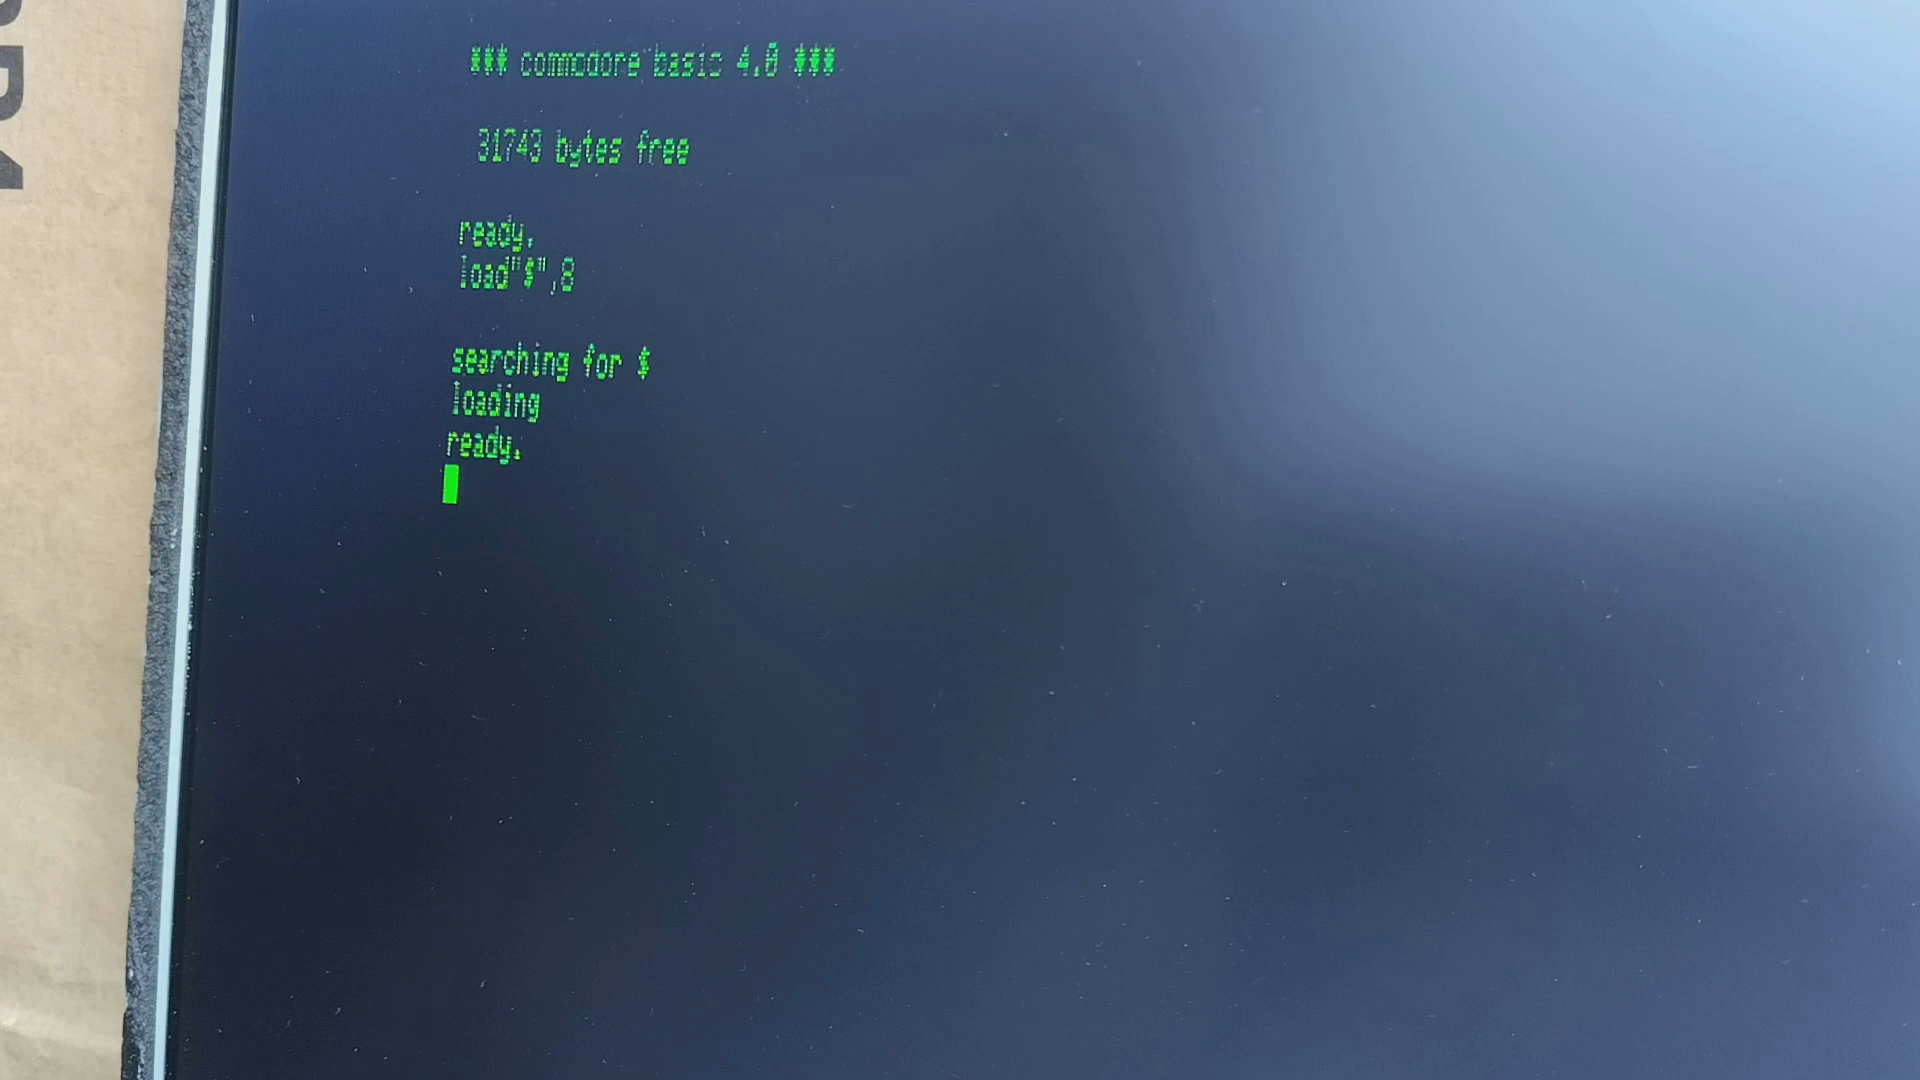 *** commodore basic 4.0 ***
31743 bytes free
ready.
load"$",8
searching for $
loading
ready.